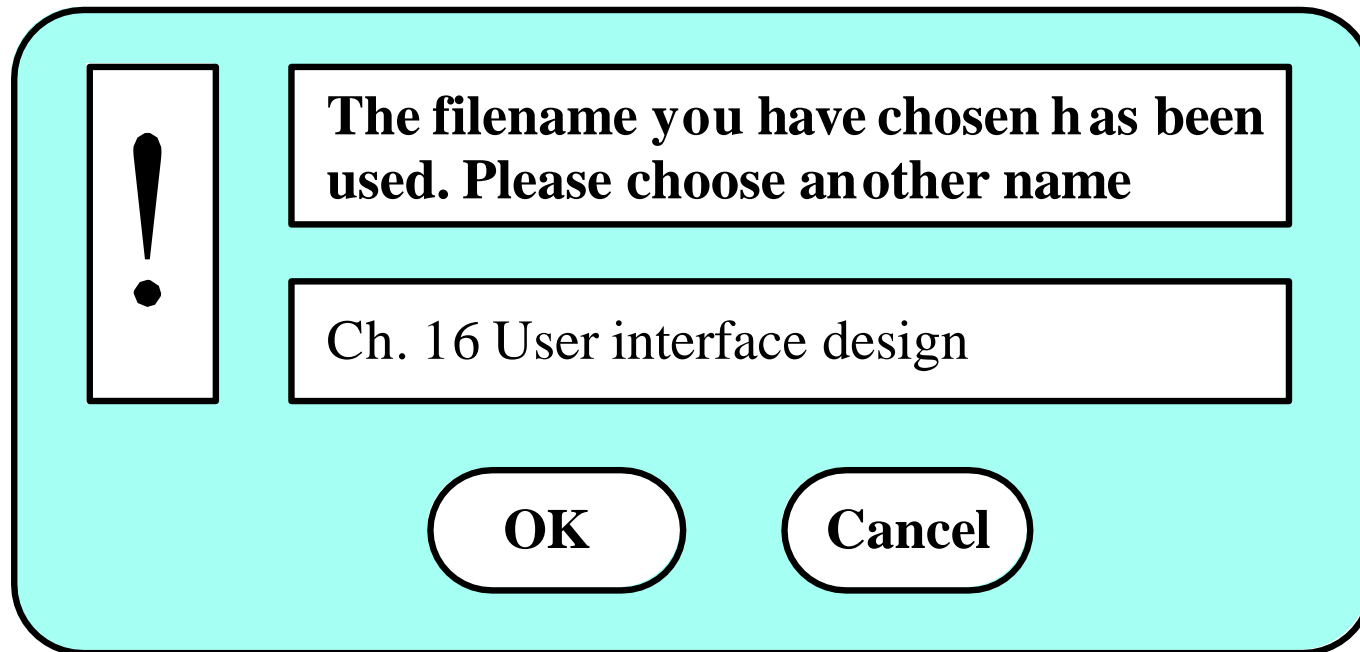 !
The filename you have chosen has been
used. Please choose another name
Ch. 16 User interface design
OK
Cancel